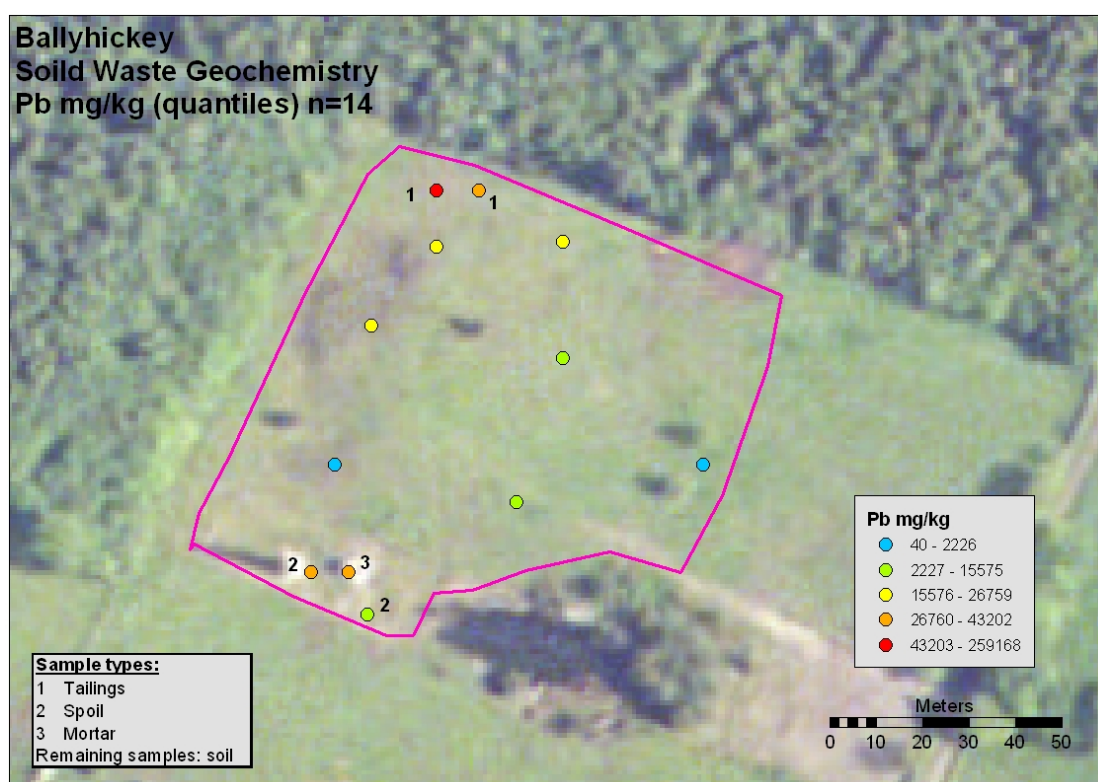 Ballyhickey
Soild Waste Geochemistry
Pb mg/kg (quantiles) n=14
1
1
2
3
2
Pb mg/kg
40 - 2226
2227 - 15575
15576 - 26759
26760 - 43202
43203 - 259168
Sample types:
1 Tailings
2 Spoil
3 Mortar
Remaining samples: soil
Meters
0 10 20 30 40 50